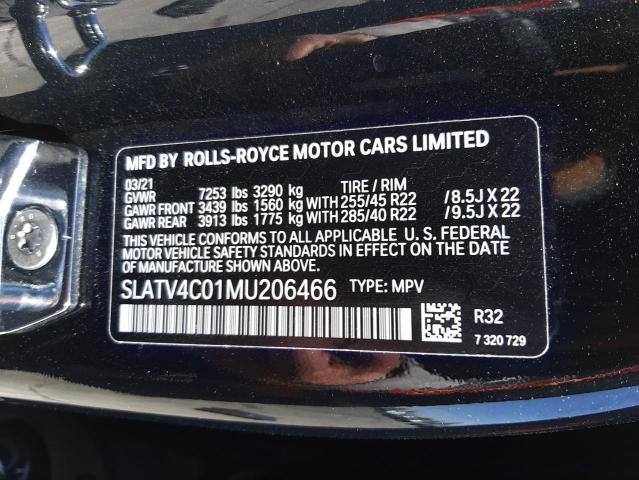 MFD BY ROLLS-ROYCE MOTOR CARS LIMITED
03/21 TIRE / RIM
GVWR 7253 lbs 3290 kg
GAWR FRONT 3439 lbs 1560 kg WITH 255/45 R22 /8.5J X 22
GAWR REAR 3913 lbs 1775 kg WITH 285/40 R22 /9.5J X 22
THIS VEHICLE CONFORMS TO ALL APPLICABLE U. S. FEDERAL
MOTOR VEHICLE SAFETY STANDARDS IN EFFECT ON THE DATE
OF MANUFACTURE SHOWN ABOVE.
SLATV4C01MU206466 TYPE: MPV
R32
7 320 729